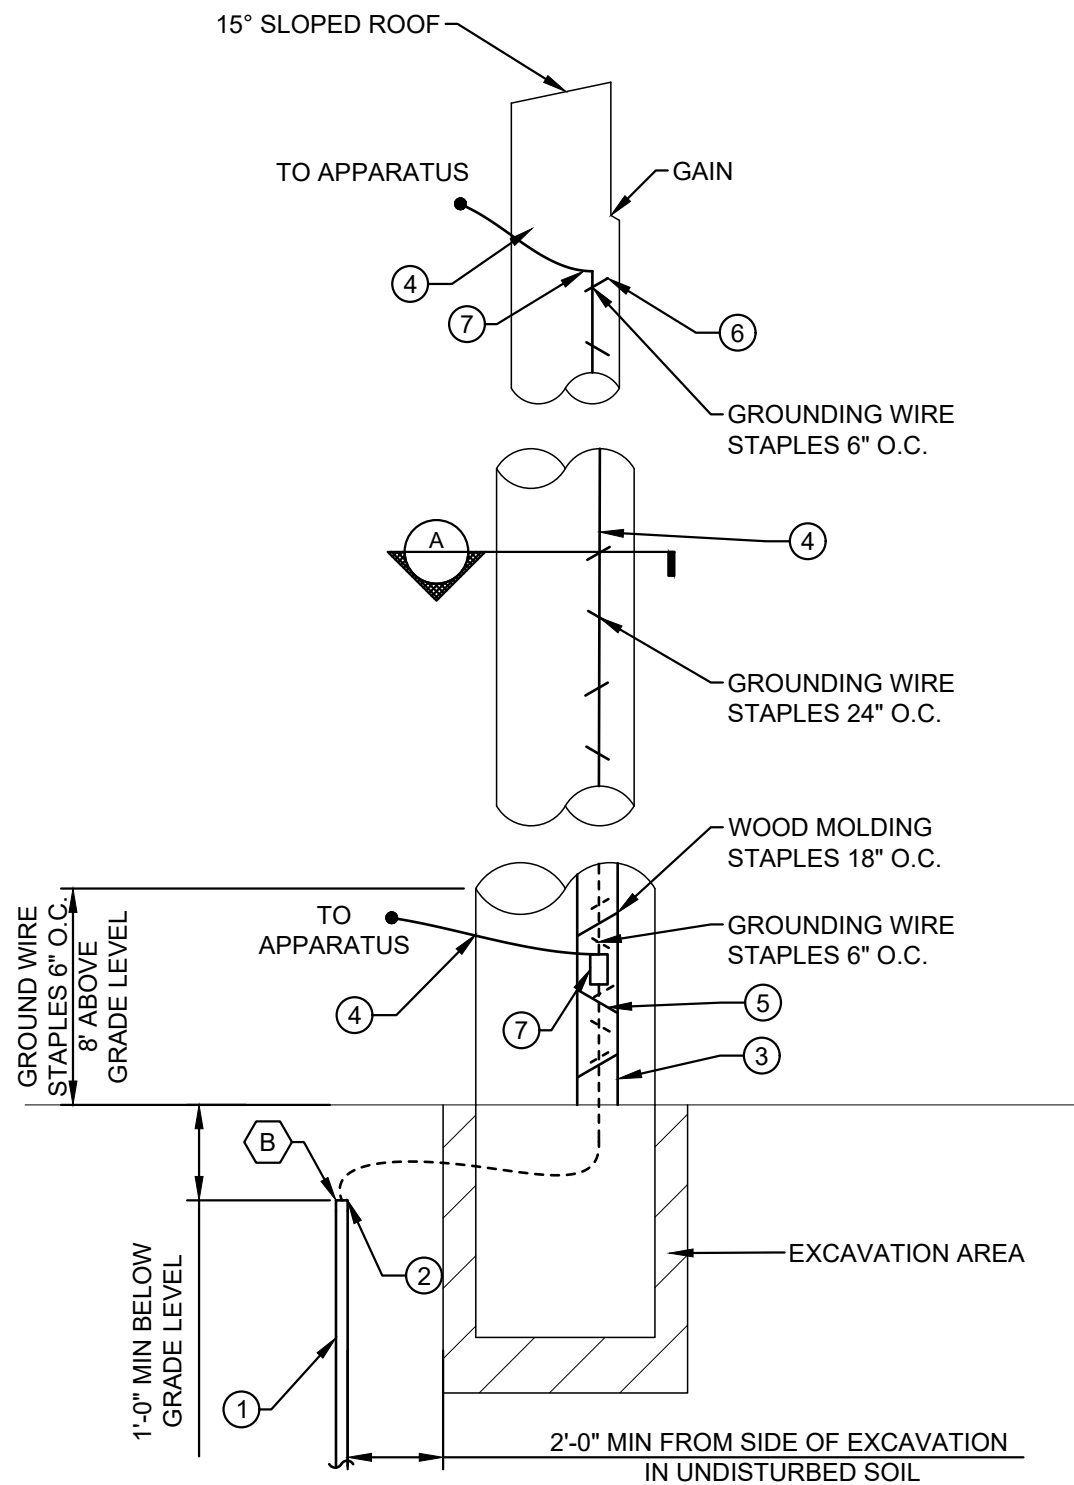 15° SLOPED ROOF
TO APPARATUS
GAIN
4
7
6
GROUNDING WIRE
STAPLES 6" O.C.
A
4
GROUNDING WIRE
STAPLES 24" O.C.
WOOD MOLDING
STAPLES 18" O.C.
GROUND WIRE
STAPLES 6" O.C.
8' ABOVE
GRADE LEVEL
TO
APPARATUS
GROUNDING WIRE
STAPLES 6" O.C.
4
7
5
3
B
2
EXCAVATION AREA
1'-0" MIN BELOW
GRADE LEVEL
1
2'-0" MIN FROM SIDE OF EXCAVATION
IN UNDISTURBED SOIL